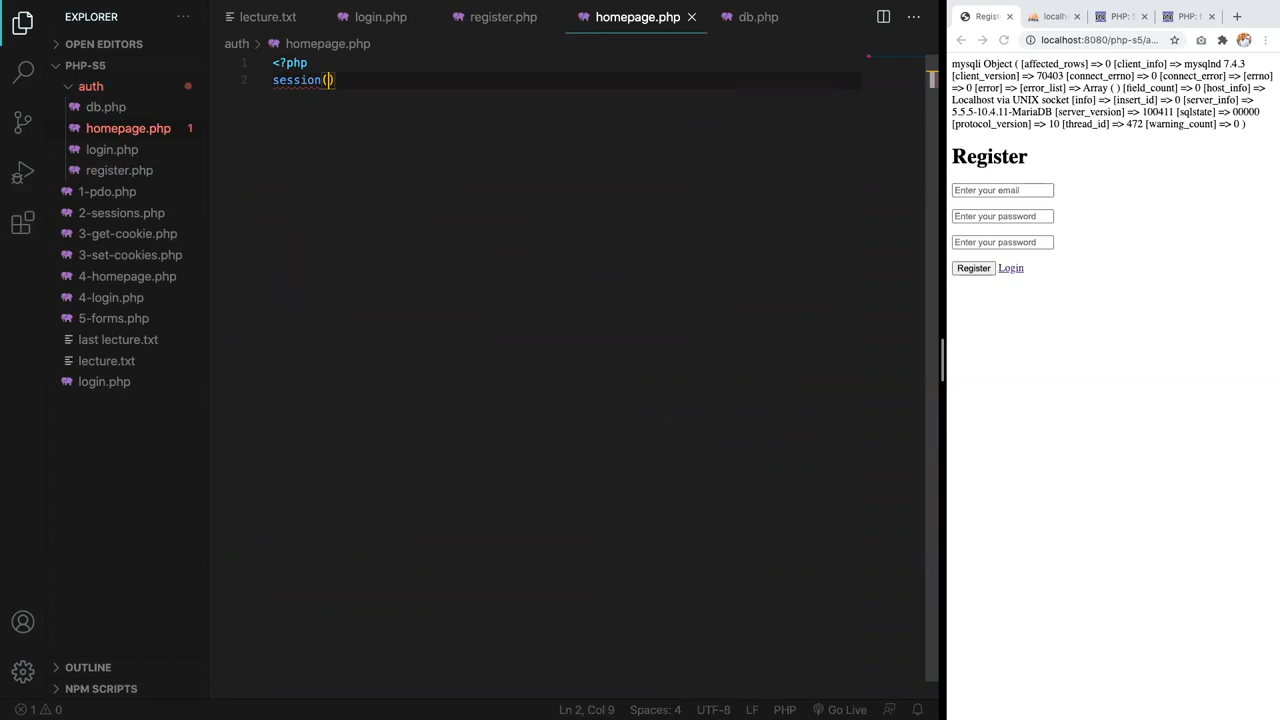 EXPLORER
OPEN EDITORS
PHP-S5
auth
db.php
homepage.php 1
login.php
register.php
1-pdo.php
2-sessions.php
3-get-cookie.php
3-set-cookies.php
4-homepage.php
4-login.php
5-forms.php
last lecture.txt
lecture.txt
login.php
OUTLINE
NPM SCRIPTS
lecture.txt login.php register.php homepage.php db.php
auth homepage.php
1 <?php
2 session()
1 0 Ln 2, Col 9 Spaces: 4 UTF-8 LF PHP Go Live
Regist localh PHP: PHP:
localhost:8080/php-s5/a...
mysqli Object ( [affected_rows] => 0 [client_info] => mysqlnd 7.4.3
[client_version] => 70403 [connect_errno] => 0 [connect_error] => [errno]
=> 0 [error] => [error_list] => Array ( ) [field_count] => 0 [host_info] =>
Localhost via UNIX socket [info] => [insert_id] => 0 [server_info] =>
5.5.5-10.4.11-MariaDB [server_version] => 100411 [sqlstate] => 00000
[protocol_version] => 10 [thread_id] => 472 [warning_count] => 0 )
Register
Enter your email
Enter your password
Enter your password
Register Login